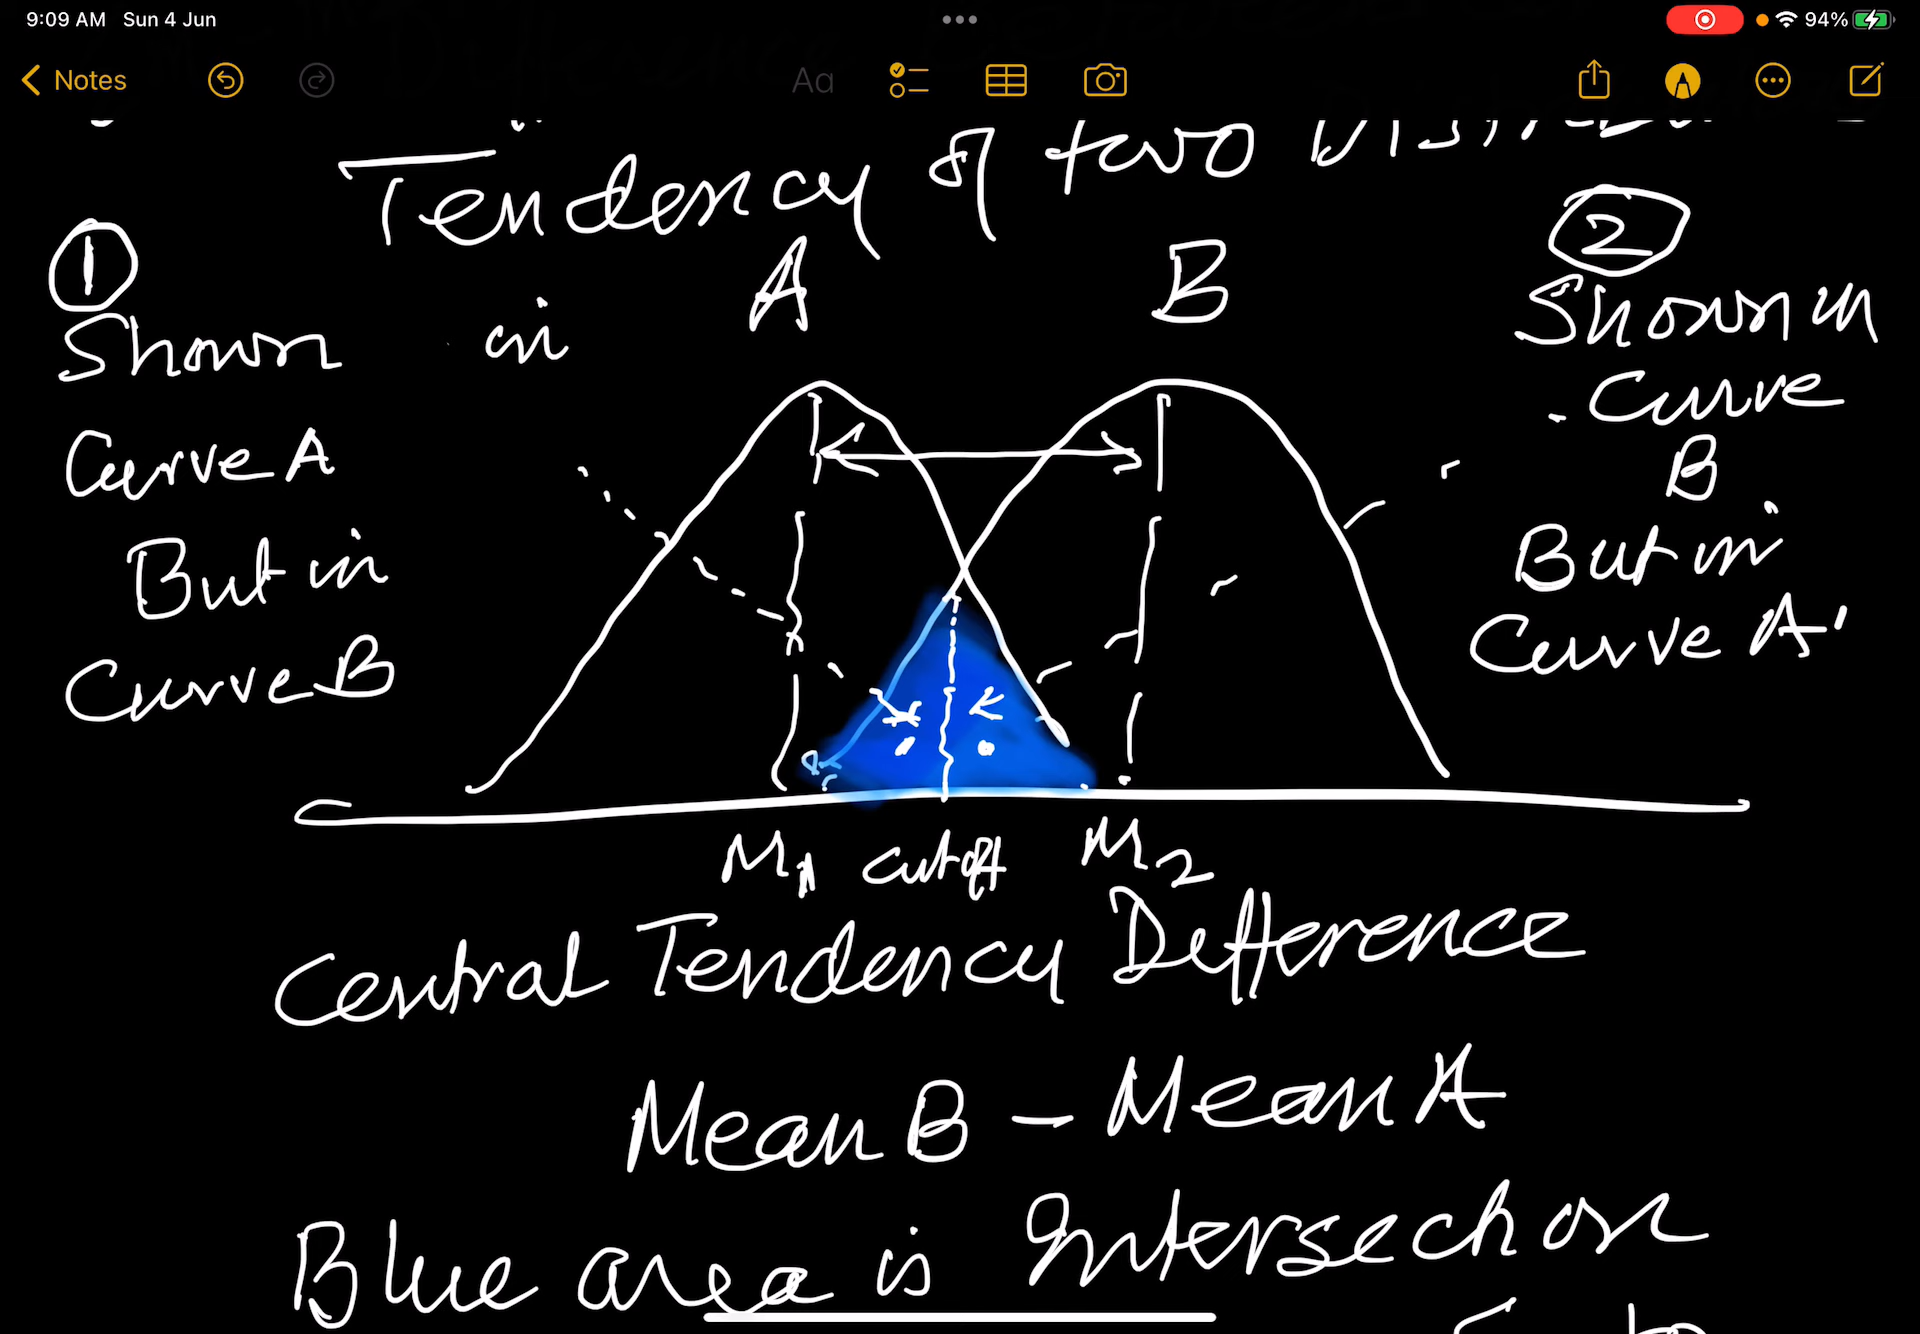 9:09 AM Sun 4 Jun
94%
Notes
Aa
Tendency of two
A
B
1
Shown in
Curve A
But in
Curve B
2
Shown in
Curve
B
But in
Curve A
M1 cutoff M2
Central Tendency Difference
Mean B - Mean A
Blue area is Intersection